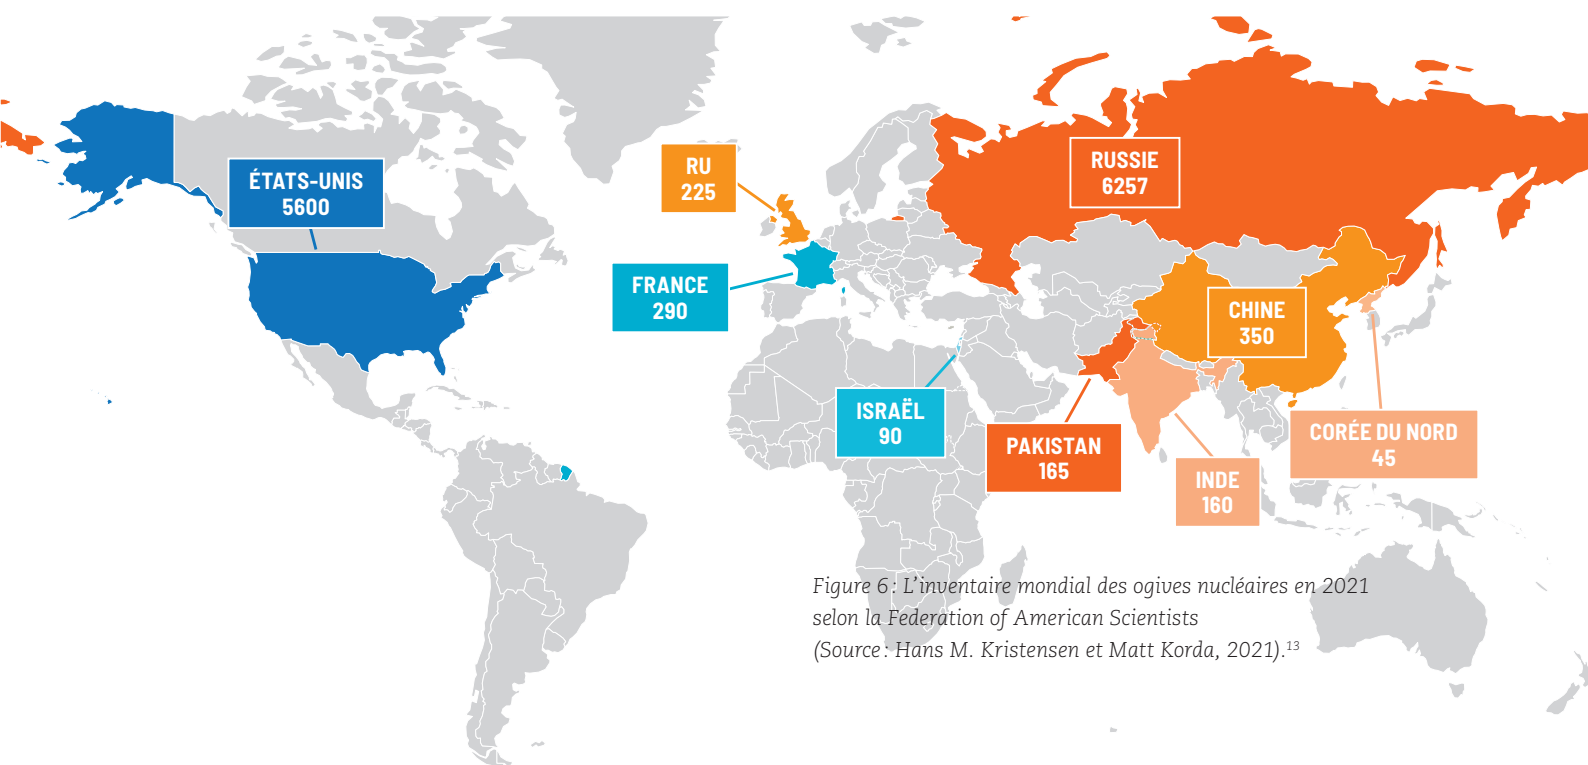 ÉTATS-UNIS
5600
RU
225
FRANCE
290
RUSSIE
6257
CHINE
350
ISRAËL
90
PAKISTAN
165
INDE
160
CORÉE DU NORD
45
Figure 6 : L’inventaire mondial des ogives nucléaires en 2021
selon la Federation of American Scientists
(Source : Hans M. Kristensen et Matt Korda, 2021).¹³